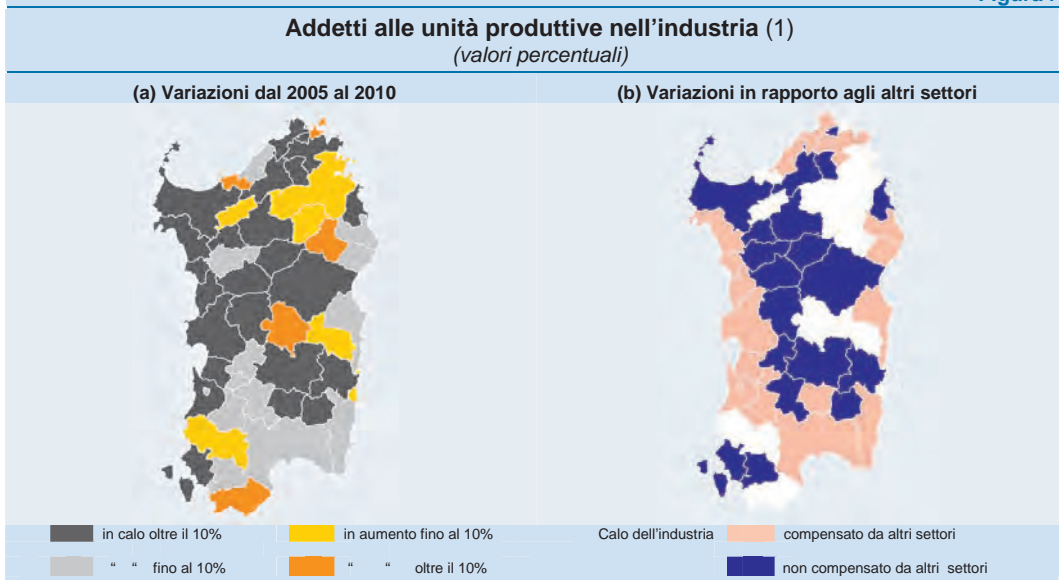 Addetti alle unità produttive nell'industria (1)
(valori percentuali)
(a) Variazioni dal 2005 al 2010
(b) Variazioni in rapporto agli altri settori
in calo oltre il 10%
in aumento fino al 10%
Calo dell'industria
compensato da altri settori
“ “ fino al 10%
“ “ oltre il 10%
non compensato da altri settori